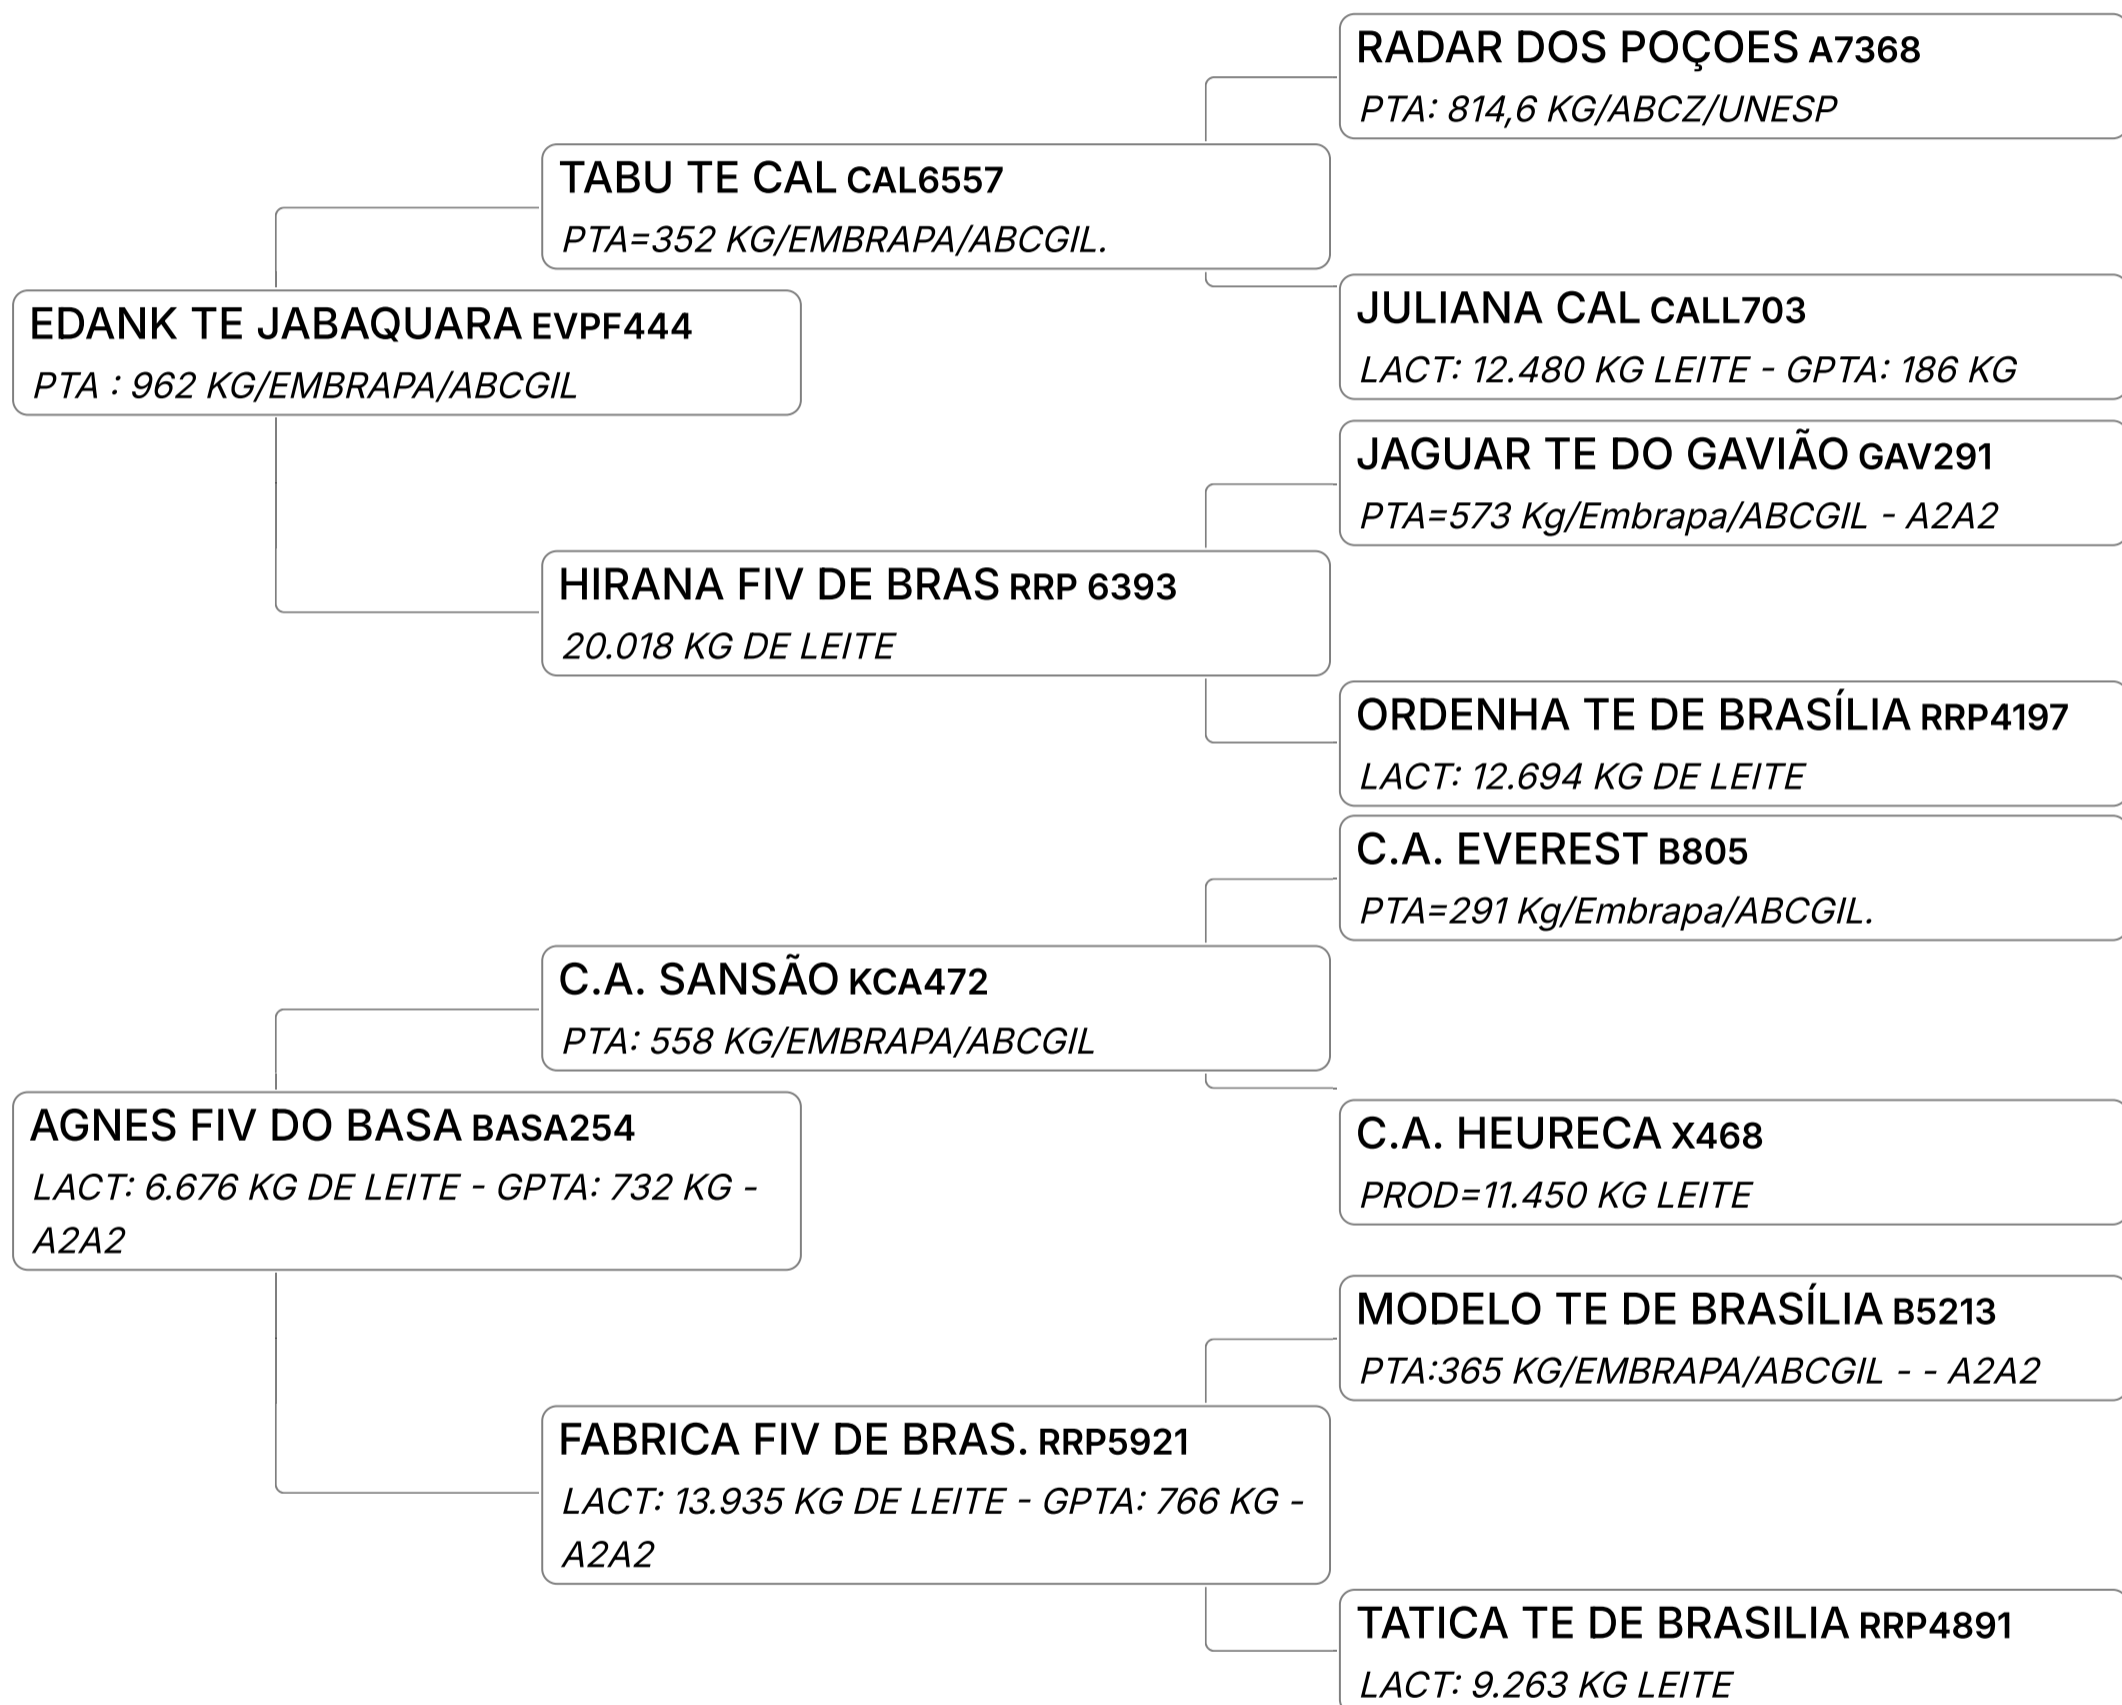 RADAR DOS POÇOES A7368
PTA: 814,6 KG/ABCZ/UNESP
TABU TE CAL CAL6557
PTA=352 KG/EMBRAPA/ABCGIL.
JULIANA CAL CALL703
LACT: 12.480 KG LEITE - GPTA: 186 KG
EDANK TE JABAQUARA EVPF444
PTA : 962 KG/EMBRAPA/ABCGIL
JAGUAR TE DO GAVIÃO GAV291
PTA=573 Kg/Embrapa/ABCGIL - A2A2
HIRANA FIV DE BRAS RRP 6393
20.018 KG DE LEITE
ORDENHA TE DE BRASÍLIA RRP4197
LACT: 12.694 KG DE LEITE
C.A. EVEREST B805
PTA=291 Kg/Embrapa/ABCGIL.
C.A. SANSÃO KCA472
PTA: 558 KG/EMBRAPA/ABCGIL
C.A. HEURECA X468
PROD=11.450 KG LEITE
AGNES FIV DO BASA BASA254
LACT: 6.676 KG DE LEITE - GPTA: 732 KG -
A2A2
MODELO TE DE BRASÍLIA B5213
PTA:365 KG/EMBRAPA/ABCGIL - - A2A2
FABRICA FIV DE BRAS. RRP5921
LACT: 13.935 KG DE LEITE - GPTA: 766 KG -
A2A2
TATICA TE DE BRASILIA RRP4891
LACT: 9.263 KG LEITE